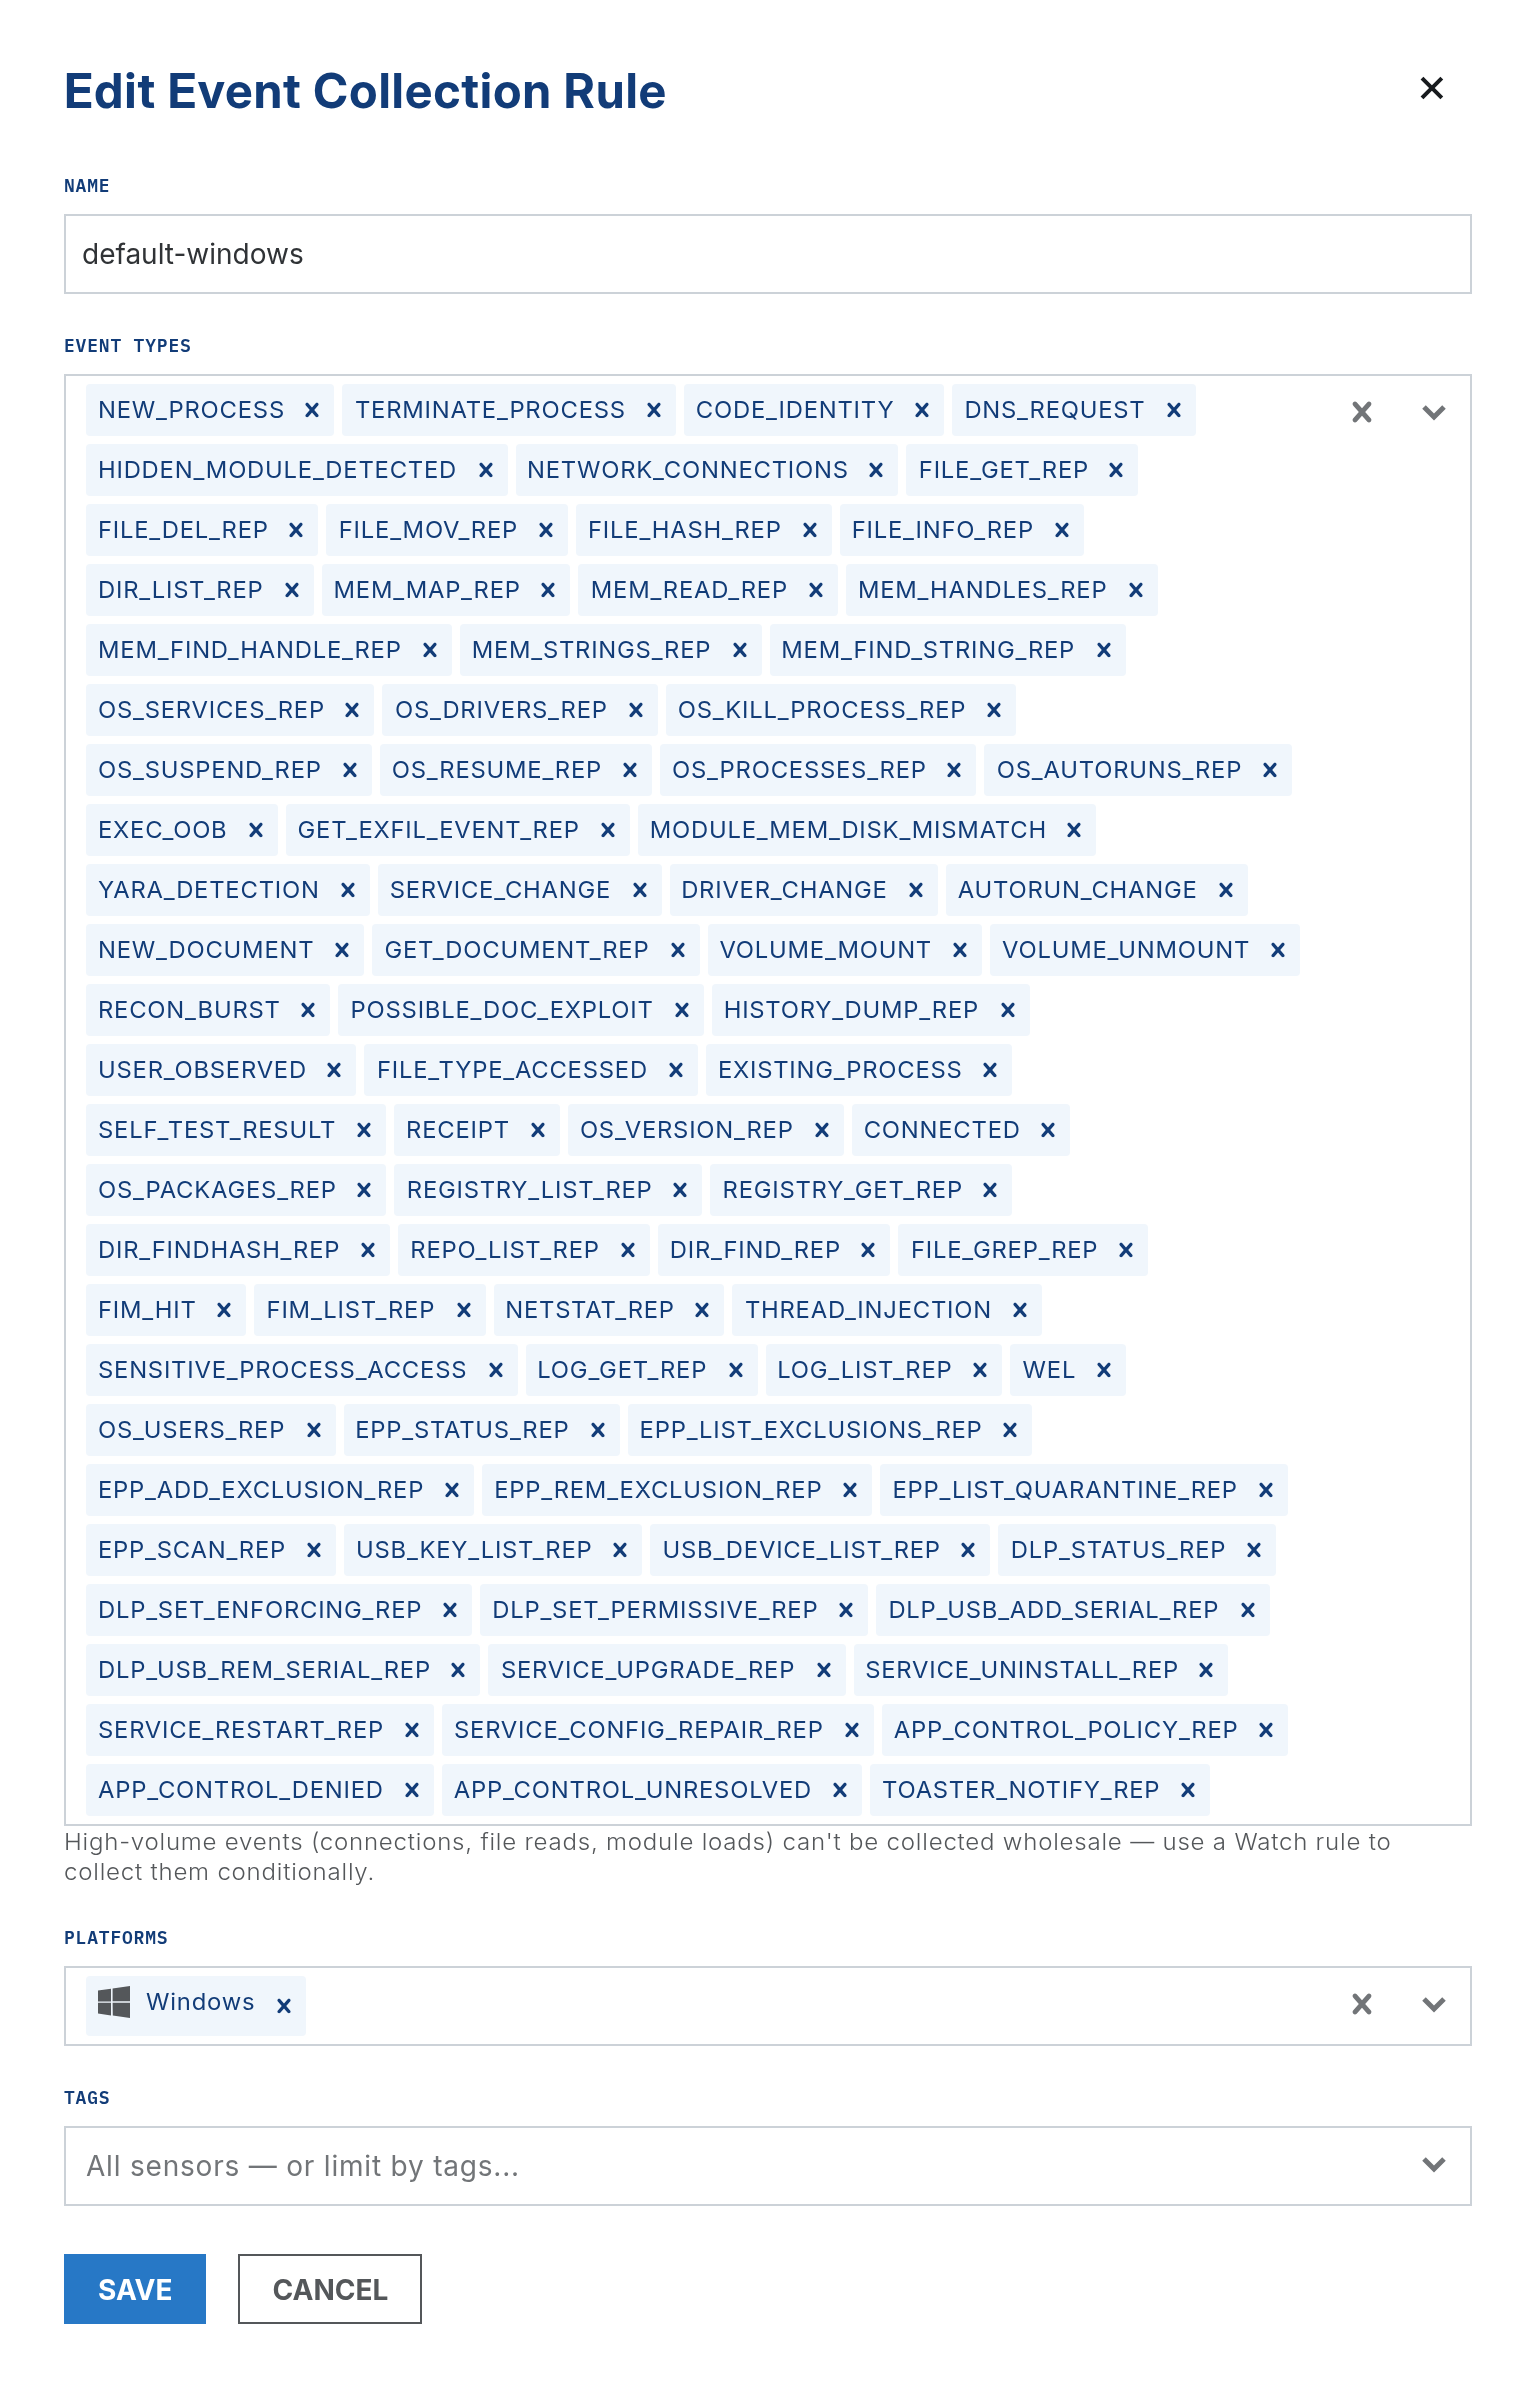 Edit Event Collection Rule
NAME
default-windows
EVENT TYPES
NEW_PROCESS TERMINATE_PROCESS CODE_IDENTITY DNS_REQUEST
HIDDEN_MODULE_DETECTED NETWORK_CONNECTIONS FILE_GET_REP
FILE_DEL_REP FILE_MOV_REP FILE_HASH_REP FILE_INFO_REP
DIR_LIST_REP MEM_MAP_REP MEM_READ_REP MEM_HANDLES_REP
MEM_FIND_HANDLE_REP MEM_STRINGS_REP MEM_FIND_STRING_REP
OS_SERVICES_REP OS_DRIVERS_REP OS_KILL_PROCESS_REP
OS_SUSPEND_REP OS_RESUME_REP OS_PROCESSES_REP OS_AUTORUNS_REP
EXEC_OOB GET_EXFIL_EVENT_REP MODULE_MEM_DISK_MISMATCH
YARA_DETECTION SERVICE_CHANGE DRIVER_CHANGE AUTORUN_CHANGE
NEW_DOCUMENT GET_DOCUMENT_REP VOLUME_MOUNT VOLUME_UNMOUNT
RECON_BURST POSSIBLE_DOC_EXPLOIT HISTORY_DUMP_REP
USER_OBSERVED FILE_TYPE_ACCESSED EXISTING_PROCESS
SELF_TEST_RESULT RECEIPT OS_VERSION_REP CONNECTED
OS_PACKAGES_REP REGISTRY_LIST_REP REGISTRY_GET_REP
DIR_FINDHASH_REP REPO_LIST_REP DIR_FIND_REP FILE_GREP_REP
FIM_HIT FIM_LIST_REP NETSTAT_REP THREAD_INJECTION
SENSITIVE_PROCESS_ACCESS LOG_GET_REP LOG_LIST_REP WEL
OS_USERS_REP EPP_STATUS_REP EPP_LIST_EXCLUSIONS_REP
EPP_ADD_EXCLUSION_REP EPP_REM_EXCLUSION_REP EPP_LIST_QUARANTINE_REP
EPP_SCAN_REP USB_KEY_LIST_REP USB_DEVICE_LIST_REP DLP_STATUS_REP
DLP_SET_ENFORCING_REP DLP_SET_PERMISSIVE_REP DLP_USB_ADD_SERIAL_REP
DLP_USB_REM_SERIAL_REP SERVICE_UPGRADE_REP SERVICE_UNINSTALL_REP
SERVICE_RESTART_REP SERVICE_CONFIG_REPAIR_REP APP_CONTROL_POLICY_REP
APP_CONTROL_DENIED APP_CONTROL_UNRESOLVED TOASTER_NOTIFY_REP
High-volume events (connections, file reads, module loads) can't be collected wholesale — use a Watch rule to
collect them conditionally.
PLATFORMS
Windows
TAGS
All sensors — or limit by tags...
SAVE CANCEL